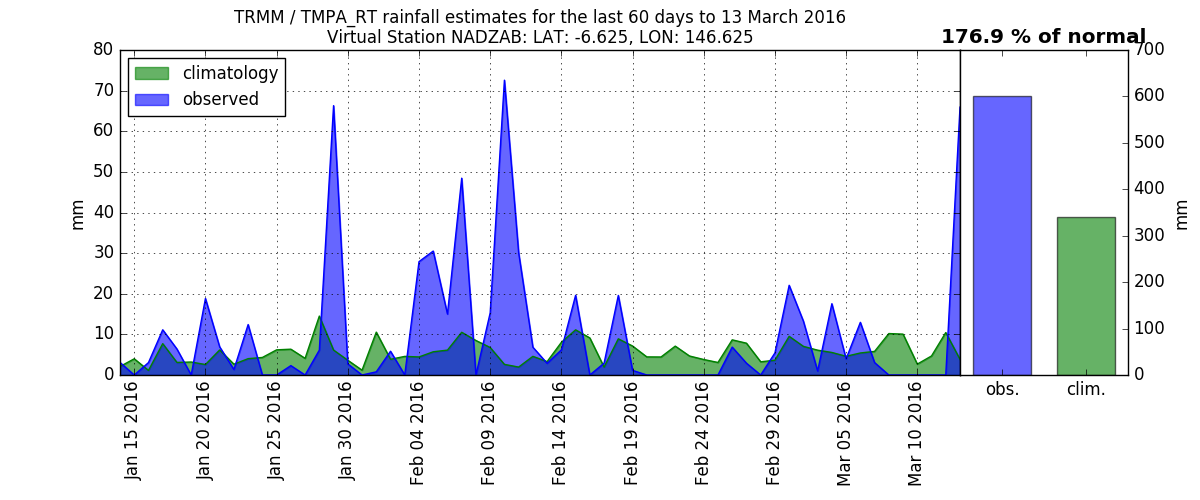 TRMM / TMPA_RT rainfall estimates for the last 60 days to 13 March 2016
Virtual Station NADZAB: LAT: -6.625, LON: 146.625
176.9 % of normal
climatology
observed
80
70
60
50
40
30
20
10
0
mm
Jan 15 2016
Jan 20 2016
Jan 25 2016
Jan 30 2016
Feb 04 2016
Feb 09 2016
Feb 14 2016
Feb 19 2016
Feb 24 2016
Feb 29 2016
Mar 05 2016
Mar 10 2016
obs.
clim.
700
600
500
400
300
200
100
0
mm